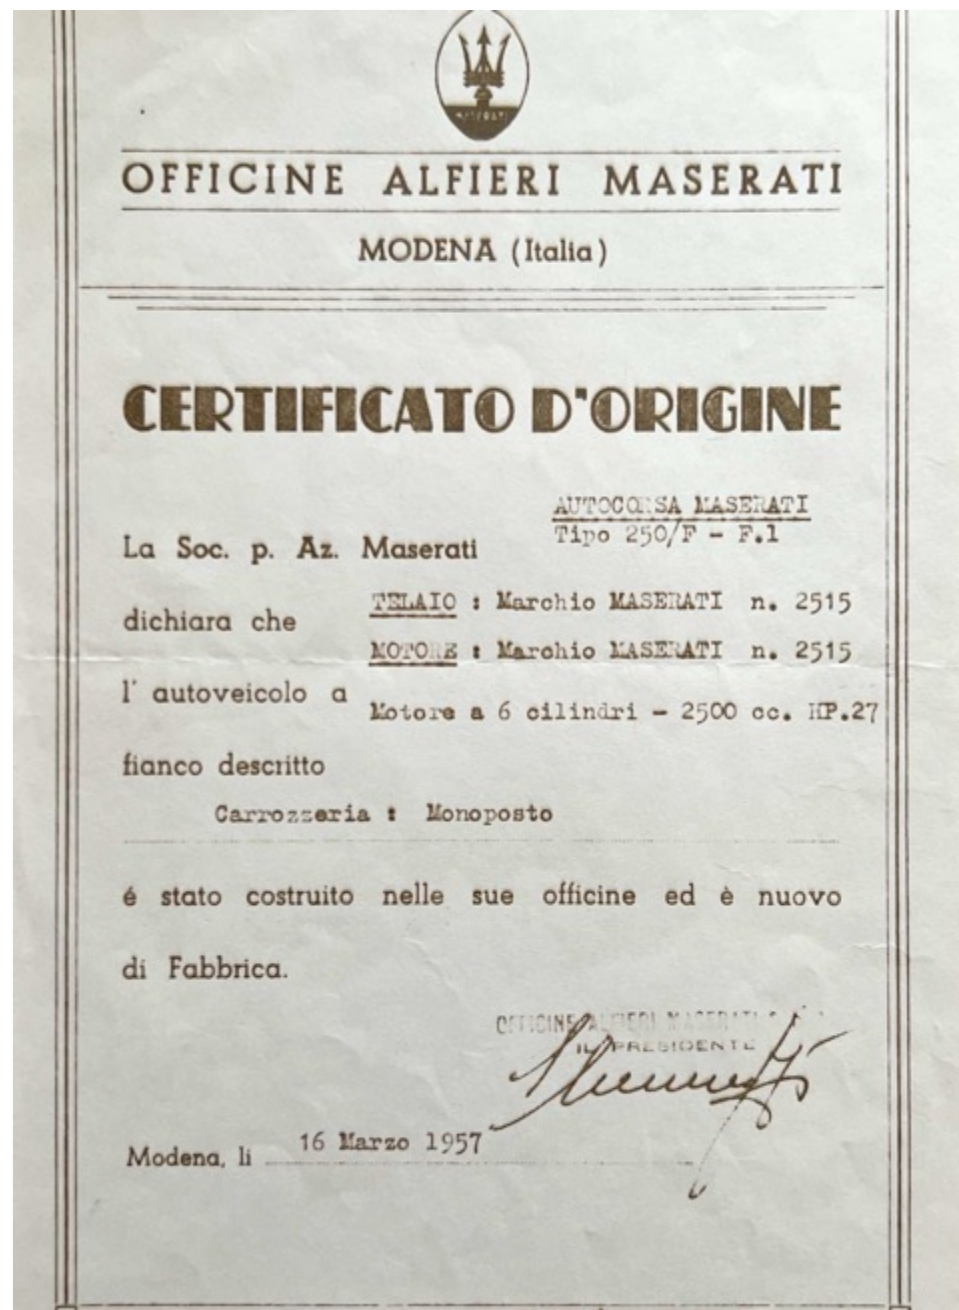 MASERATI
OFFICINE ALFIERI MASERATI
MODENA (Italia)
CERTIFICATO D'ORIGINE
AUTOCORSA MASERATI
Tipo 250/F - F.1
La Soc. p. Az. Maserati
TELAIO : Marchio MASERATI n. 2515
dichiara che
MOTORE : Marchio MASERATI n. 2515
l' autoveicolo a
Motore a 6 cilindri - 2500 cc. HP.27
fianco descritto
Carrozzeria : Monoposto
é stato costruito nelle sue officine ed è nuovo
di Fabbrica.
OFFICINE ALFIERI MASERATI
IL PRESIDENTE
16 Marzo 1957
Modena, li